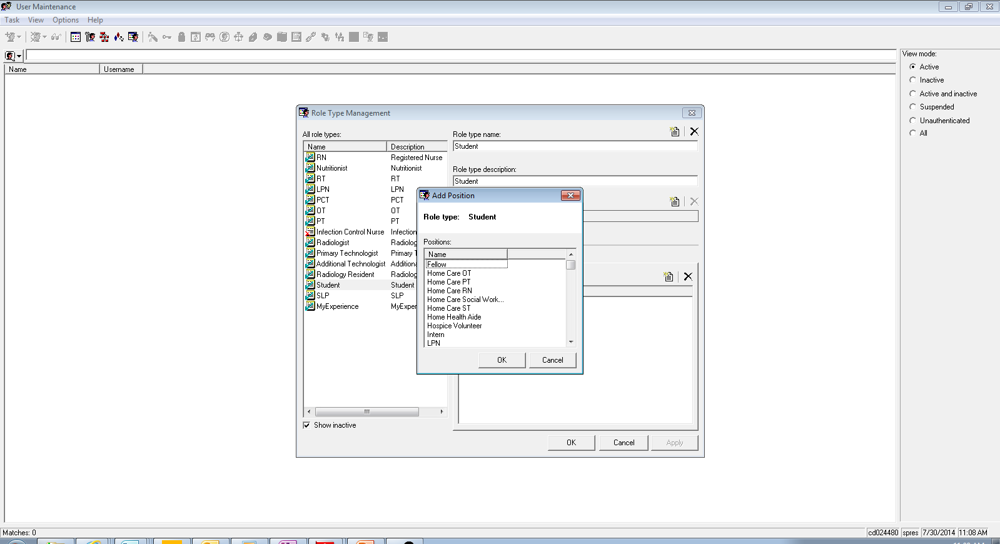 User Maintenance
Task View Options Help
Name Username
View mode:
Active
Inactive
Active and inactive
Suspended
Unauthenticated
All
Role Type Management
All role types:
Name Description
RN Registered Nurse
Nutritionist Nutritionist
RT RT
LPN LPN
PCT PCT
OT OT
PT PT
Infection Control Nurse Infection
Radiologist Radiolog
Primary Technologist Primary T
Additional Technologist Additiona
Radiology Resident Radiolog
Student Student
SLP SLP
MyExperience MyExper
Show inactive
Role type name:
Student
Role type description:
Student
Add Position
Role type: Student
Positions:
Name
Fellow
Home Care OT
Home Care PT
Home Care RN
Home Care Social Work...
Home Care ST
Home Health Aide
Hospice Volunteer
Intern
LPN
OK Cancel
OK Cancel Apply
Matches: 0
cd024480 spres 7/30/2014 11:08 AM